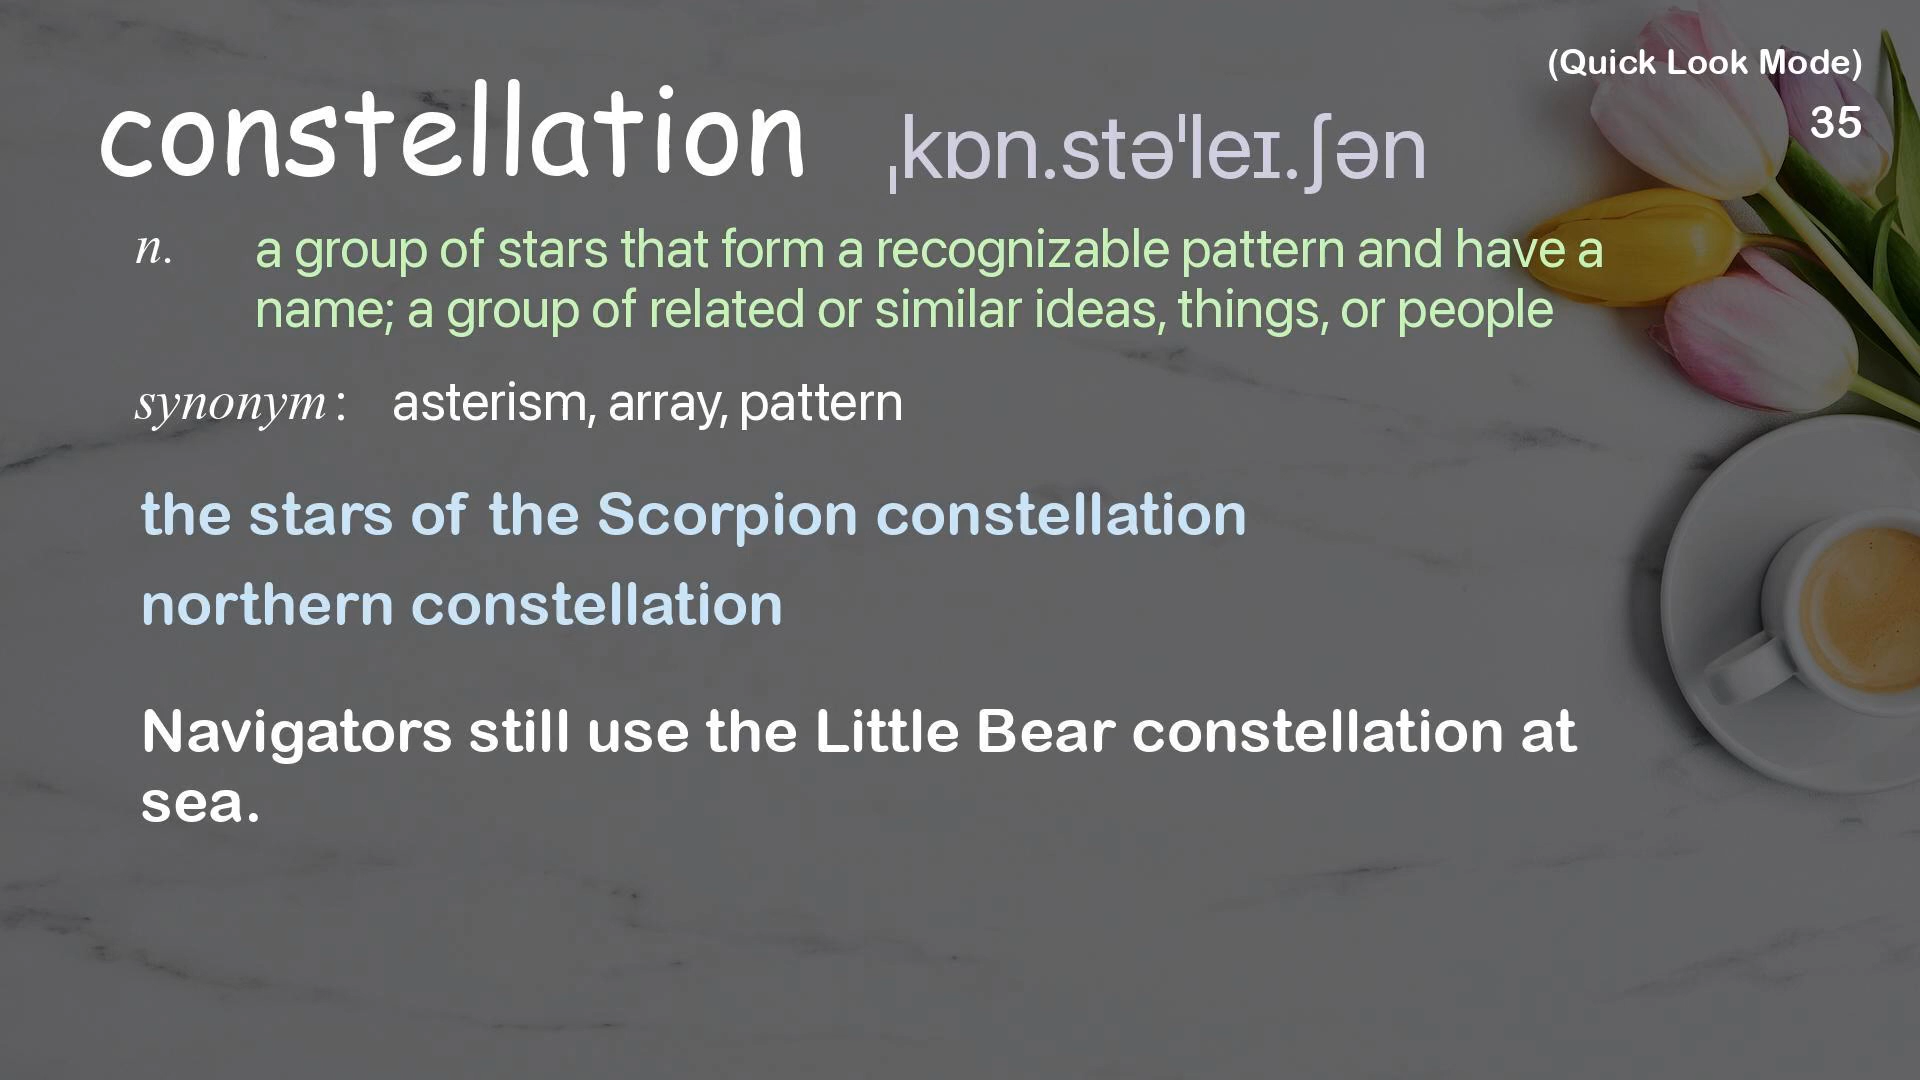 (Quick Look Mode)
constellation ˌkɒn.stəˈleɪ.ʃən
35
n. a group of stars that form a recognizable pattern and have a
name; a group of related or similar ideas, things, or people
synonym: asterism, array, pattern
the stars of the Scorpion constellation
northern constellation
Navigators still use the Little Bear constellation at
sea.